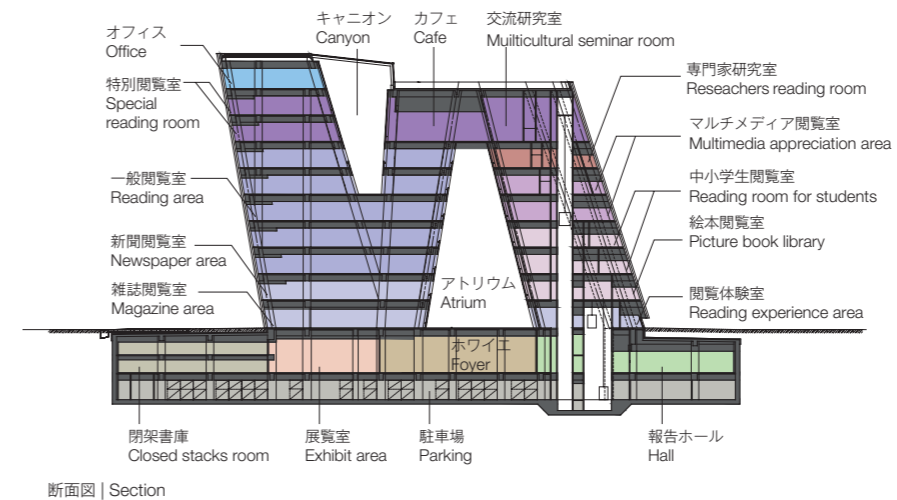 オフィス
Office
特別閲覧室
Special
reading room
一般閲覧室
Reading area
新聞閲覧室
Newspaper area
雑誌閲覧室
Magazine area
キャニオン
Canyon
カフェ
Cafe
交流研究室
Muilticultural seminar room
専門家研究室
Reseachers reading room
マルチメディア閲覧室
Multimedia appreciation area
中小学生閲覧室
Reading room for students
絵本閲覧室
Picture book library
閲覧体験室
Reading experience area
アトリウム
Atrium
ホワイエ
Foyer
閉架書庫
Closed stacks room
展覧室
Exhibit area
駐車場
Parking
報告ホール
Hall
断面図 | Section